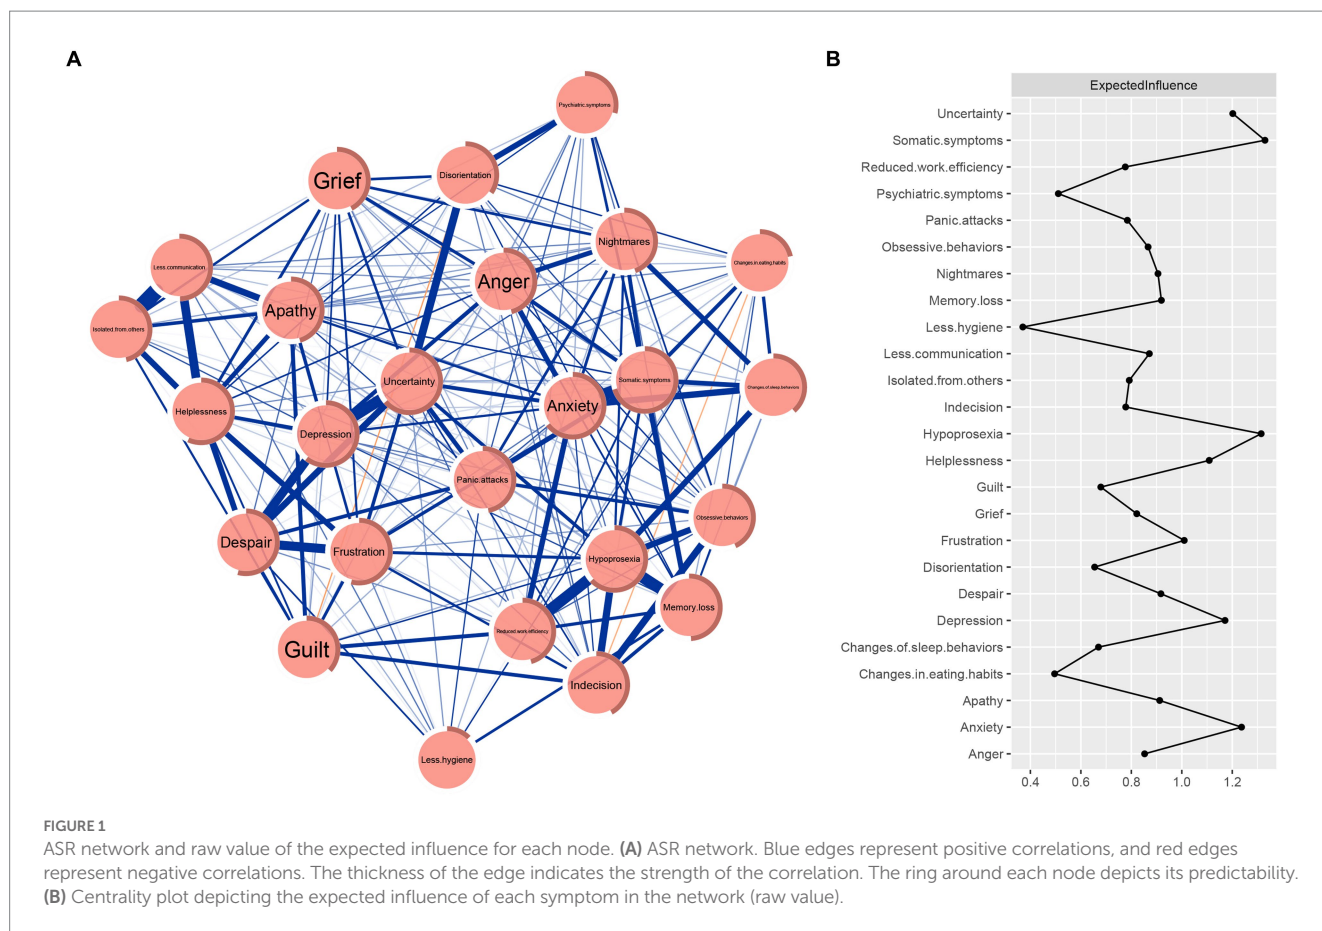 A
Psychiatric.symptoms
Grief
Disorientation
Nightmares
Less.communication
Changes.in.eating.habits
Anger
Apathy
Isolated.from.others
Uncertainty
Somatic.symptoms
Changes.of.sleep.behaviors
Anxiety
Helplessness
Depression
Panic.attacks
Obsessive.behaviors
Despair
Frustration
Hypoprosexia
Memory.loss
Reduced.work.efficiency
Guilt
Indecision
Less.hygiene
B
ExpectedInfluence
Uncertainty
Somatic.symptoms
Reduced.work.efficiency
Psychiatric.symptoms
Panic.attacks
Obsessive.behaviors
Nightmares
Memory.loss
Less.hygiene
Less.communication
Isolated.from.others
Indecision
Hypoprosexia
Helplessness
Guilt
Grief
Frustration
Disorientation
Despair
Depression
Changes.of.sleep.behaviors
Changes.in.eating.habits
Apathy
Anxiety
Anger
0.4 0.6 0.8 1.0 1.2
FIGURE 1
ASR network and raw value of the expected influence for each node. (A) ASR network. Blue edges represent positive correlations, and red edges
represent negative correlations. The thickness of the edge indicates the strength of the correlation. The ring around each node depicts its predictability.
(B) Centrality plot depicting the expected influence of each symptom in the network (raw value).